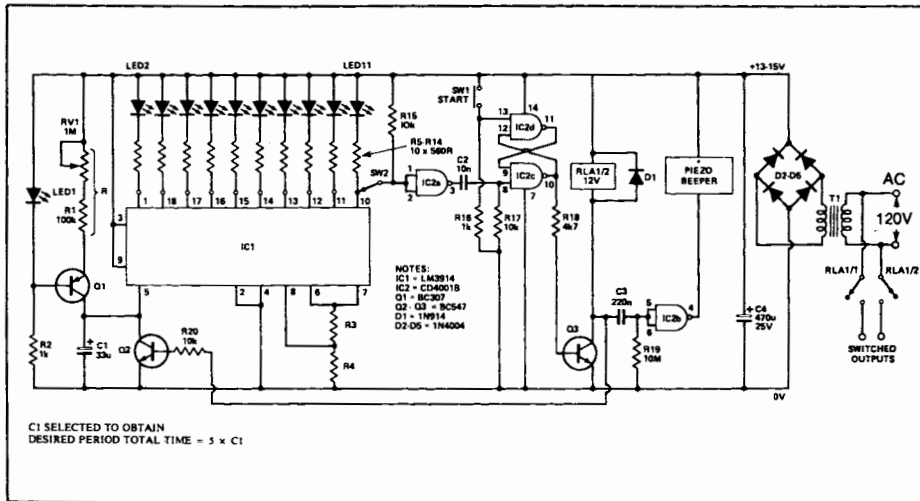 LED2
LED11
+13-15V
RV1
1M
R
LED1
R1
100k
R15
10k
SW2
R5-R14
10 x 560R
SW1
START
13
14
12
IC2d
11
1
2
IC2a
3
C2
10n
9
8
IC2c
10
RLA1/2
12V
D1
PIEZO
BEEPER
D2-D5
T1
AC
120V
RLA1/1
RLA1/2
1
18
17
16
15
14
13
12
11
10
3
9
IC1
5
2
4
8
6
7
Q1
R2
1k
C1
33u
+
Q2
R20
10k
R3
R4
R16
1k
R17
10k
R18
4k7
7
NOTES:
IC1 = LM3914
IC2 = CD4001B
Q1 = BC307
Q2 - Q3 = BC547
D1 = 1N914
D2-D5 = 1N4004
Q3
C3
220n
5
6
IC2b
4
R19
10M
+
C4
470u
25V
SWITCHED
OUTPUTS
0V
C1 SELECTED TO OBTAIN
DESIRED PERIOD TOTAL TIME = 5 x C1